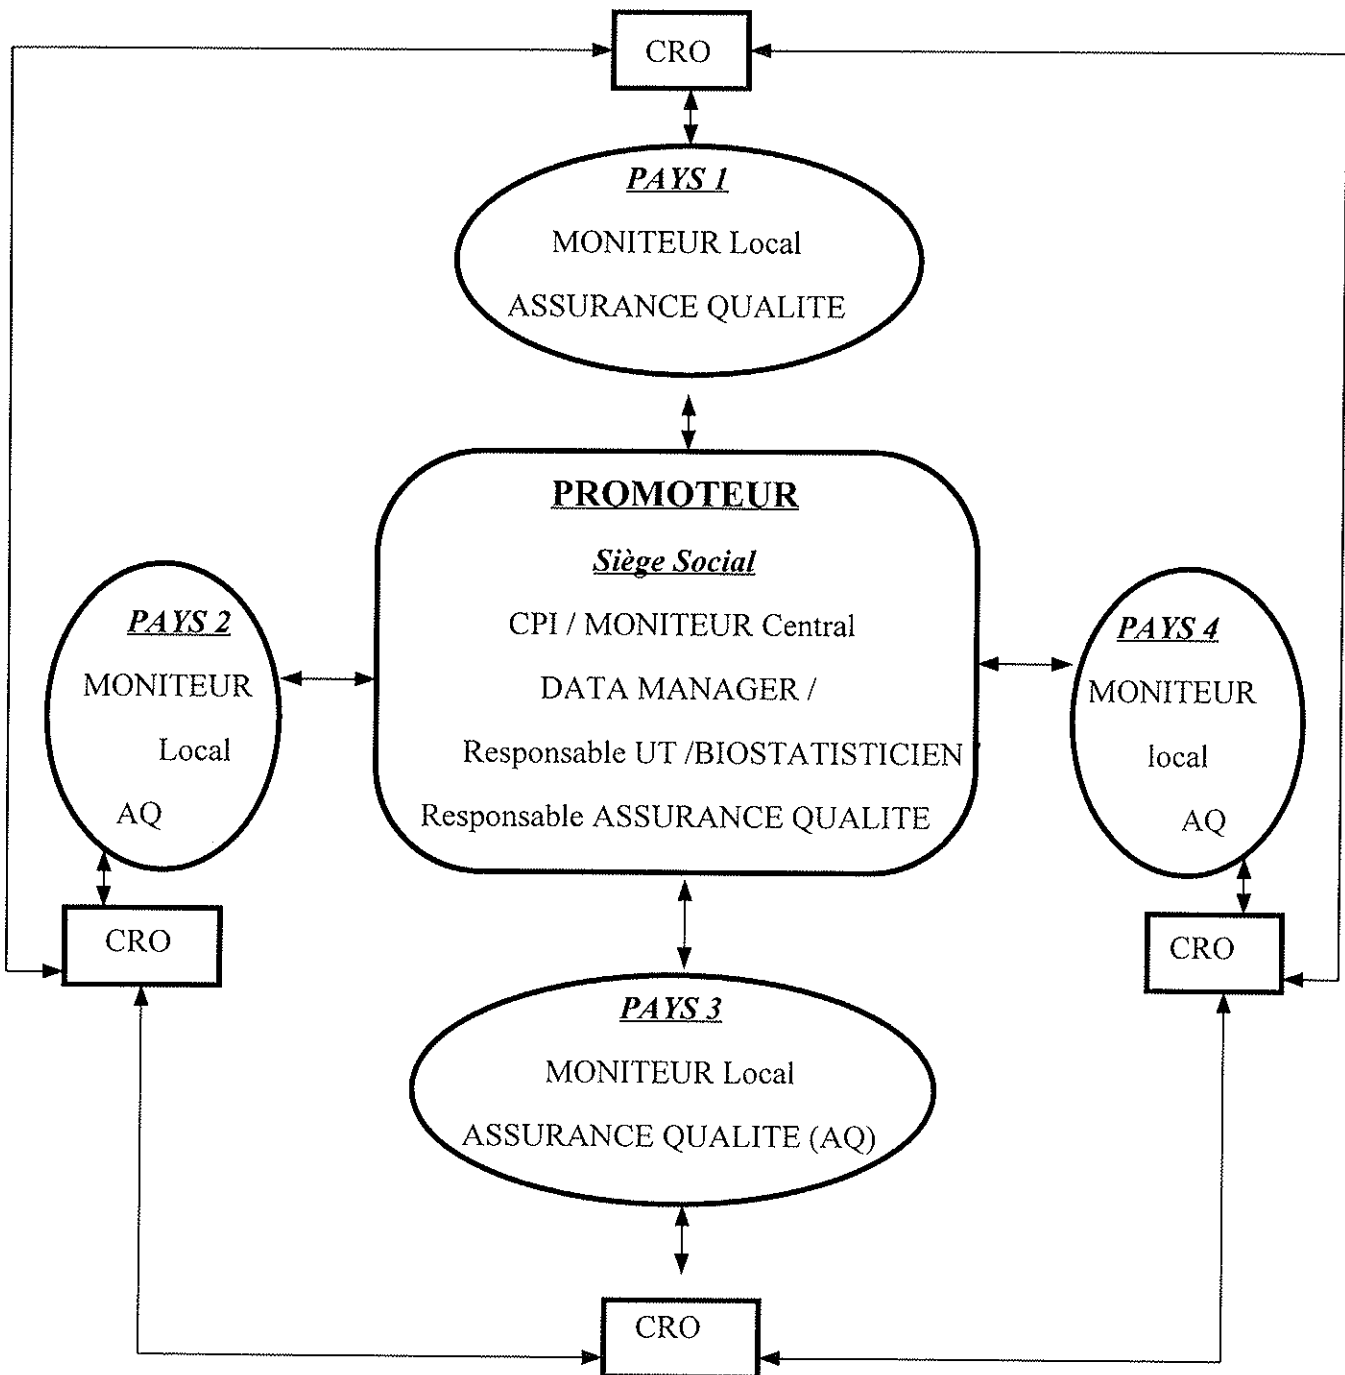 CRO
PAYS 1
MONITEUR Local
ASSURANCE QUALITE
PROMOTEUR
Siège Social
CPI / MONITEUR Central
DATA MANAGER /
Responsable UT /BIOSTATISTICIEN
Responsable ASSURANCE QUALITE
PAYS 2
MONITEUR
Local
AQ
CRO
PAYS 4
MONITEUR
local
AQ
CRO
PAYS 3
MONITEUR Local
ASSURANCE QUALITE (AQ)
CRO